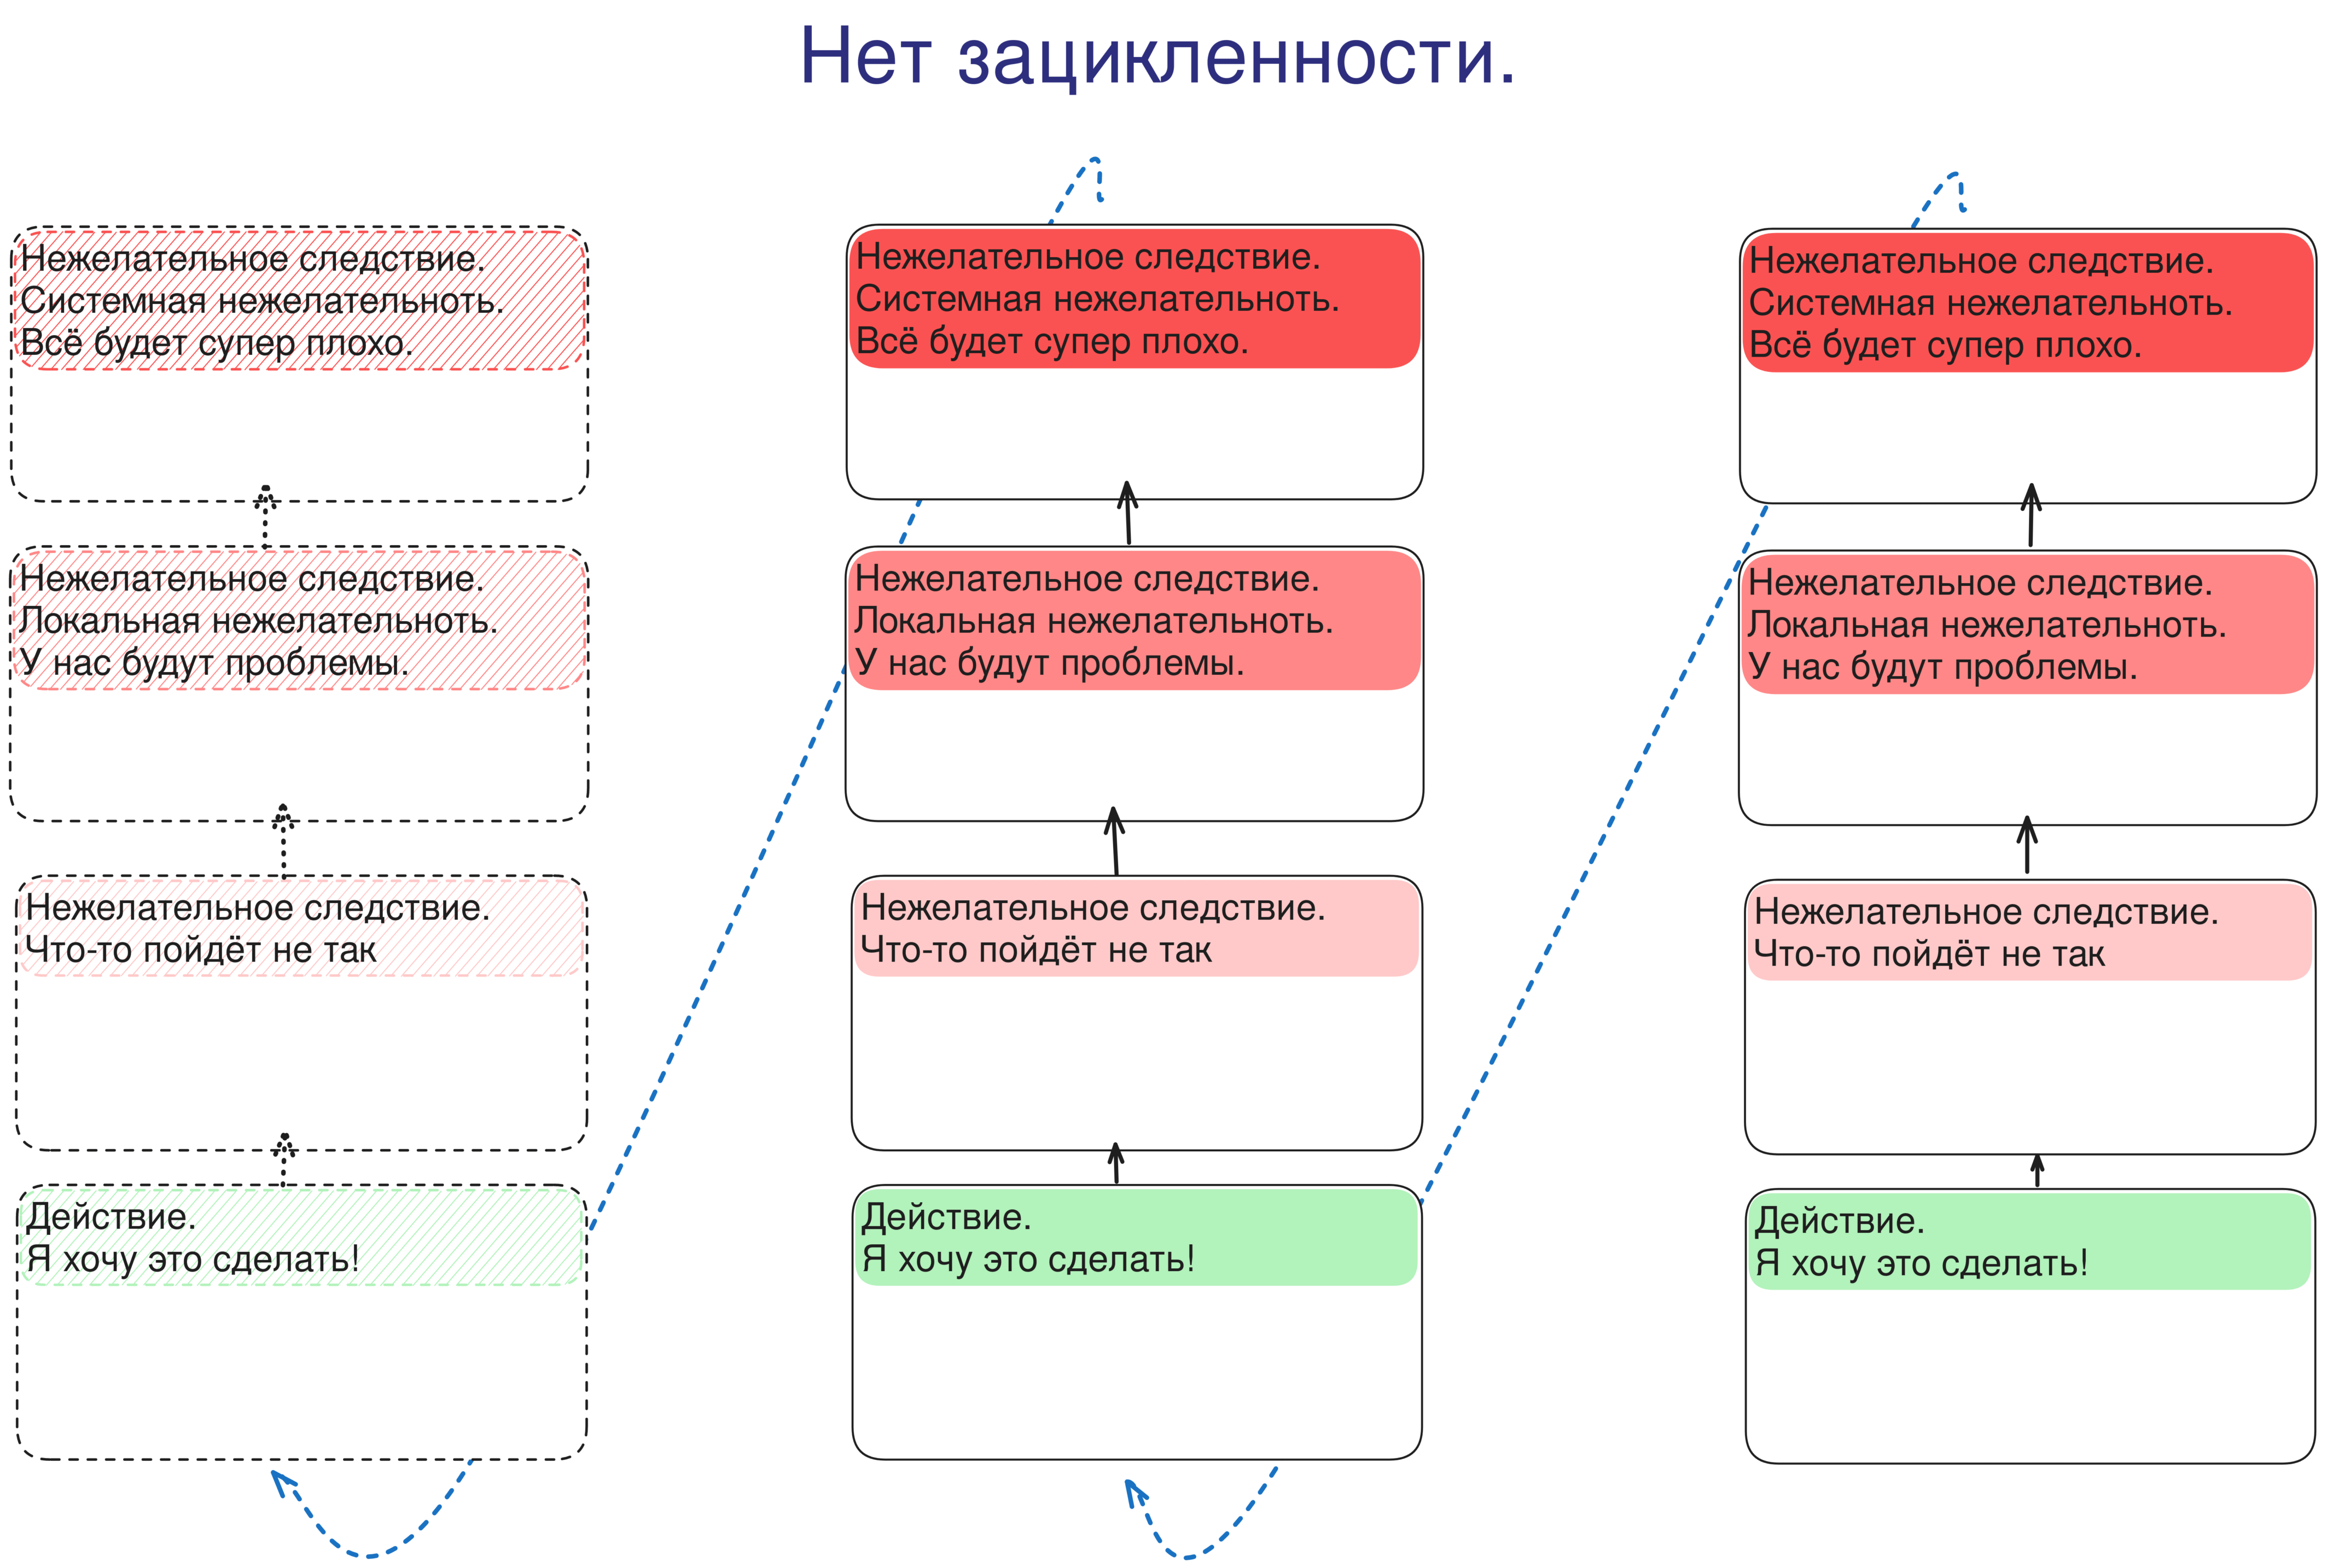 Нет зацикленности.
Нежелательное следствие.
Системная нежелательноть.
Всё будет супер плохо.
Нежелательное следствие.
Локальная нежелательноть.
У нас будут проблемы.
Нежелательное следствие.
Что-то пойдёт не так
Действие.
Я хочу это сделать!
Нежелательное следствие.
Системная нежелательноть.
Всё будет супер плохо.
Нежелательное следствие.
Локальная нежелательноть.
У нас будут проблемы.
Нежелательное следствие.
Что-то пойдёт не так
Действие.
Я хочу это сделать!
Нежелательное следствие.
Системная нежелательноть.
Всё будет супер плохо.
Нежелательное следствие.
Локальная нежелательноть.
У нас будут проблемы.
Нежелательное следствие.
Что-то пойдёт не так
Действие.
Я хочу это сделать!